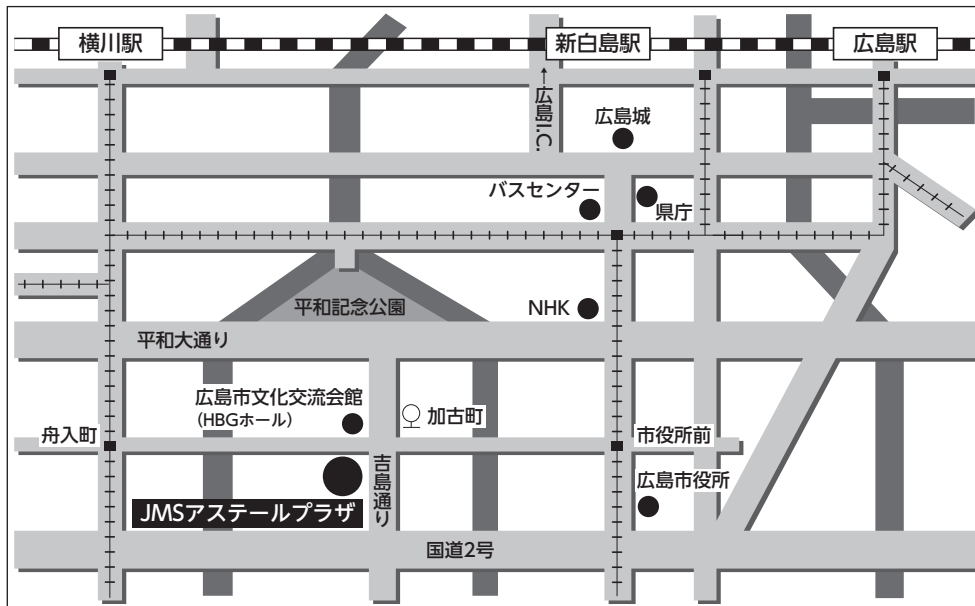 横川駅
新白島駅
広島駅
↑広島I.C.
広島城
バスセンター
県庁
平和記念公園
NHK
平和大通り
広島市文化交流会館
(HBGホール)
加古町
舟入町
市役所前
吉島通り
広島市役所
JMSアステールプラザ
国道2号